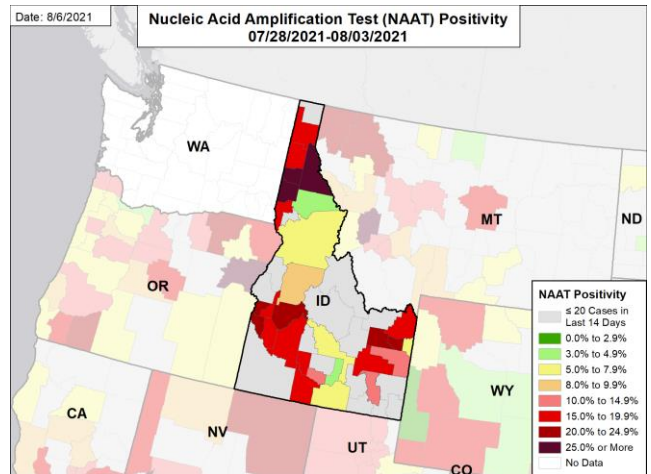 Date: 8/6/2021
Nucleic Acid Amplification Test (NAAT) Positivity
07/28/2021-08/03/2021
WA
MT
ND
OR
ID
WY
CA
NV
UT
CO
NAAT Positivity
≤ 20 Cases in
Last 14 Days
0.0% to 2.9%
3.0% to 4.9%
5.0% to 7.9%
8.0% to 9.9%
10.0% to 14.9%
15.0% to 19.9%
20.0% to 24.9%
25.0% or More
No Data